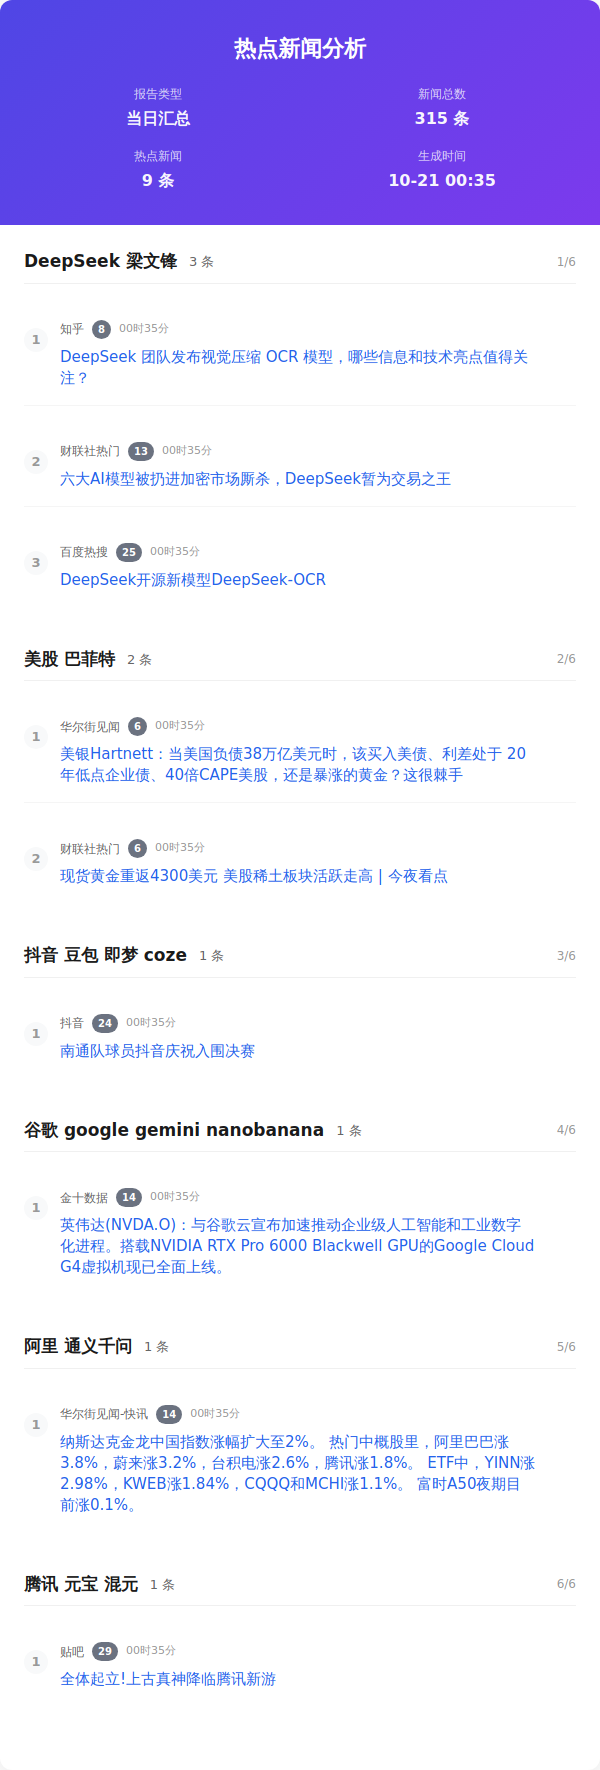 热点新闻分析
报告类型
新闻总数
当日汇总
315 条
热点新闻
生成时间
9 条
10-21 00:35
DeepSeek 梁文锋 3 条 1/6
1 知乎 8 00时35分
DeepSeek 团队发布视觉压缩 OCR 模型，哪些信息和技术亮点值得关
注？
2 财联社热门 13 00时35分
六大AI模型被扔进加密市场厮杀，DeepSeek暂为交易之王
3 百度热搜 25 00时35分
DeepSeek开源新模型DeepSeek-OCR
美股 巴菲特 2 条 2/6
1 华尔街见闻 6 00时35分
美银Hartnett：当美国负债38万亿美元时，该买入美债、利差处于 20
年低点企业债、40倍CAPE美股，还是暴涨的黄金？这很棘手
2 财联社热门 6 00时35分
现货黄金重返4300美元 美股稀土板块活跃走高 | 今夜看点
抖音 豆包 即梦 coze 1 条 3/6
1 抖音 24 00时35分
南通队球员抖音庆祝入围决赛
谷歌 google gemini nanobanana 1 条 4/6
1 金十数据 14 00时35分
英伟达(NVDA.O)：与谷歌云宣布加速推动企业级人工智能和工业数字
化进程。搭载NVIDIA RTX Pro 6000 Blackwell GPU的Google Cloud
G4虚拟机现已全面上线。
阿里 通义千问 1 条 5/6
1 华尔街见闻-快讯 14 00时35分
纳斯达克金龙中国指数涨幅扩大至2%。 热门中概股里，阿里巴巴涨
3.8%，蔚来涨3.2%，台积电涨2.6%，腾讯涨1.8%。 ETF中，YINN涨
2.98%，KWEB涨1.84%，CQQQ和MCHI涨1.1%。 富时A50夜期目
前涨0.1%。
腾讯 元宝 混元 1 条 6/6
1 贴吧 29 00时35分
全体起立!上古真神降临腾讯新游